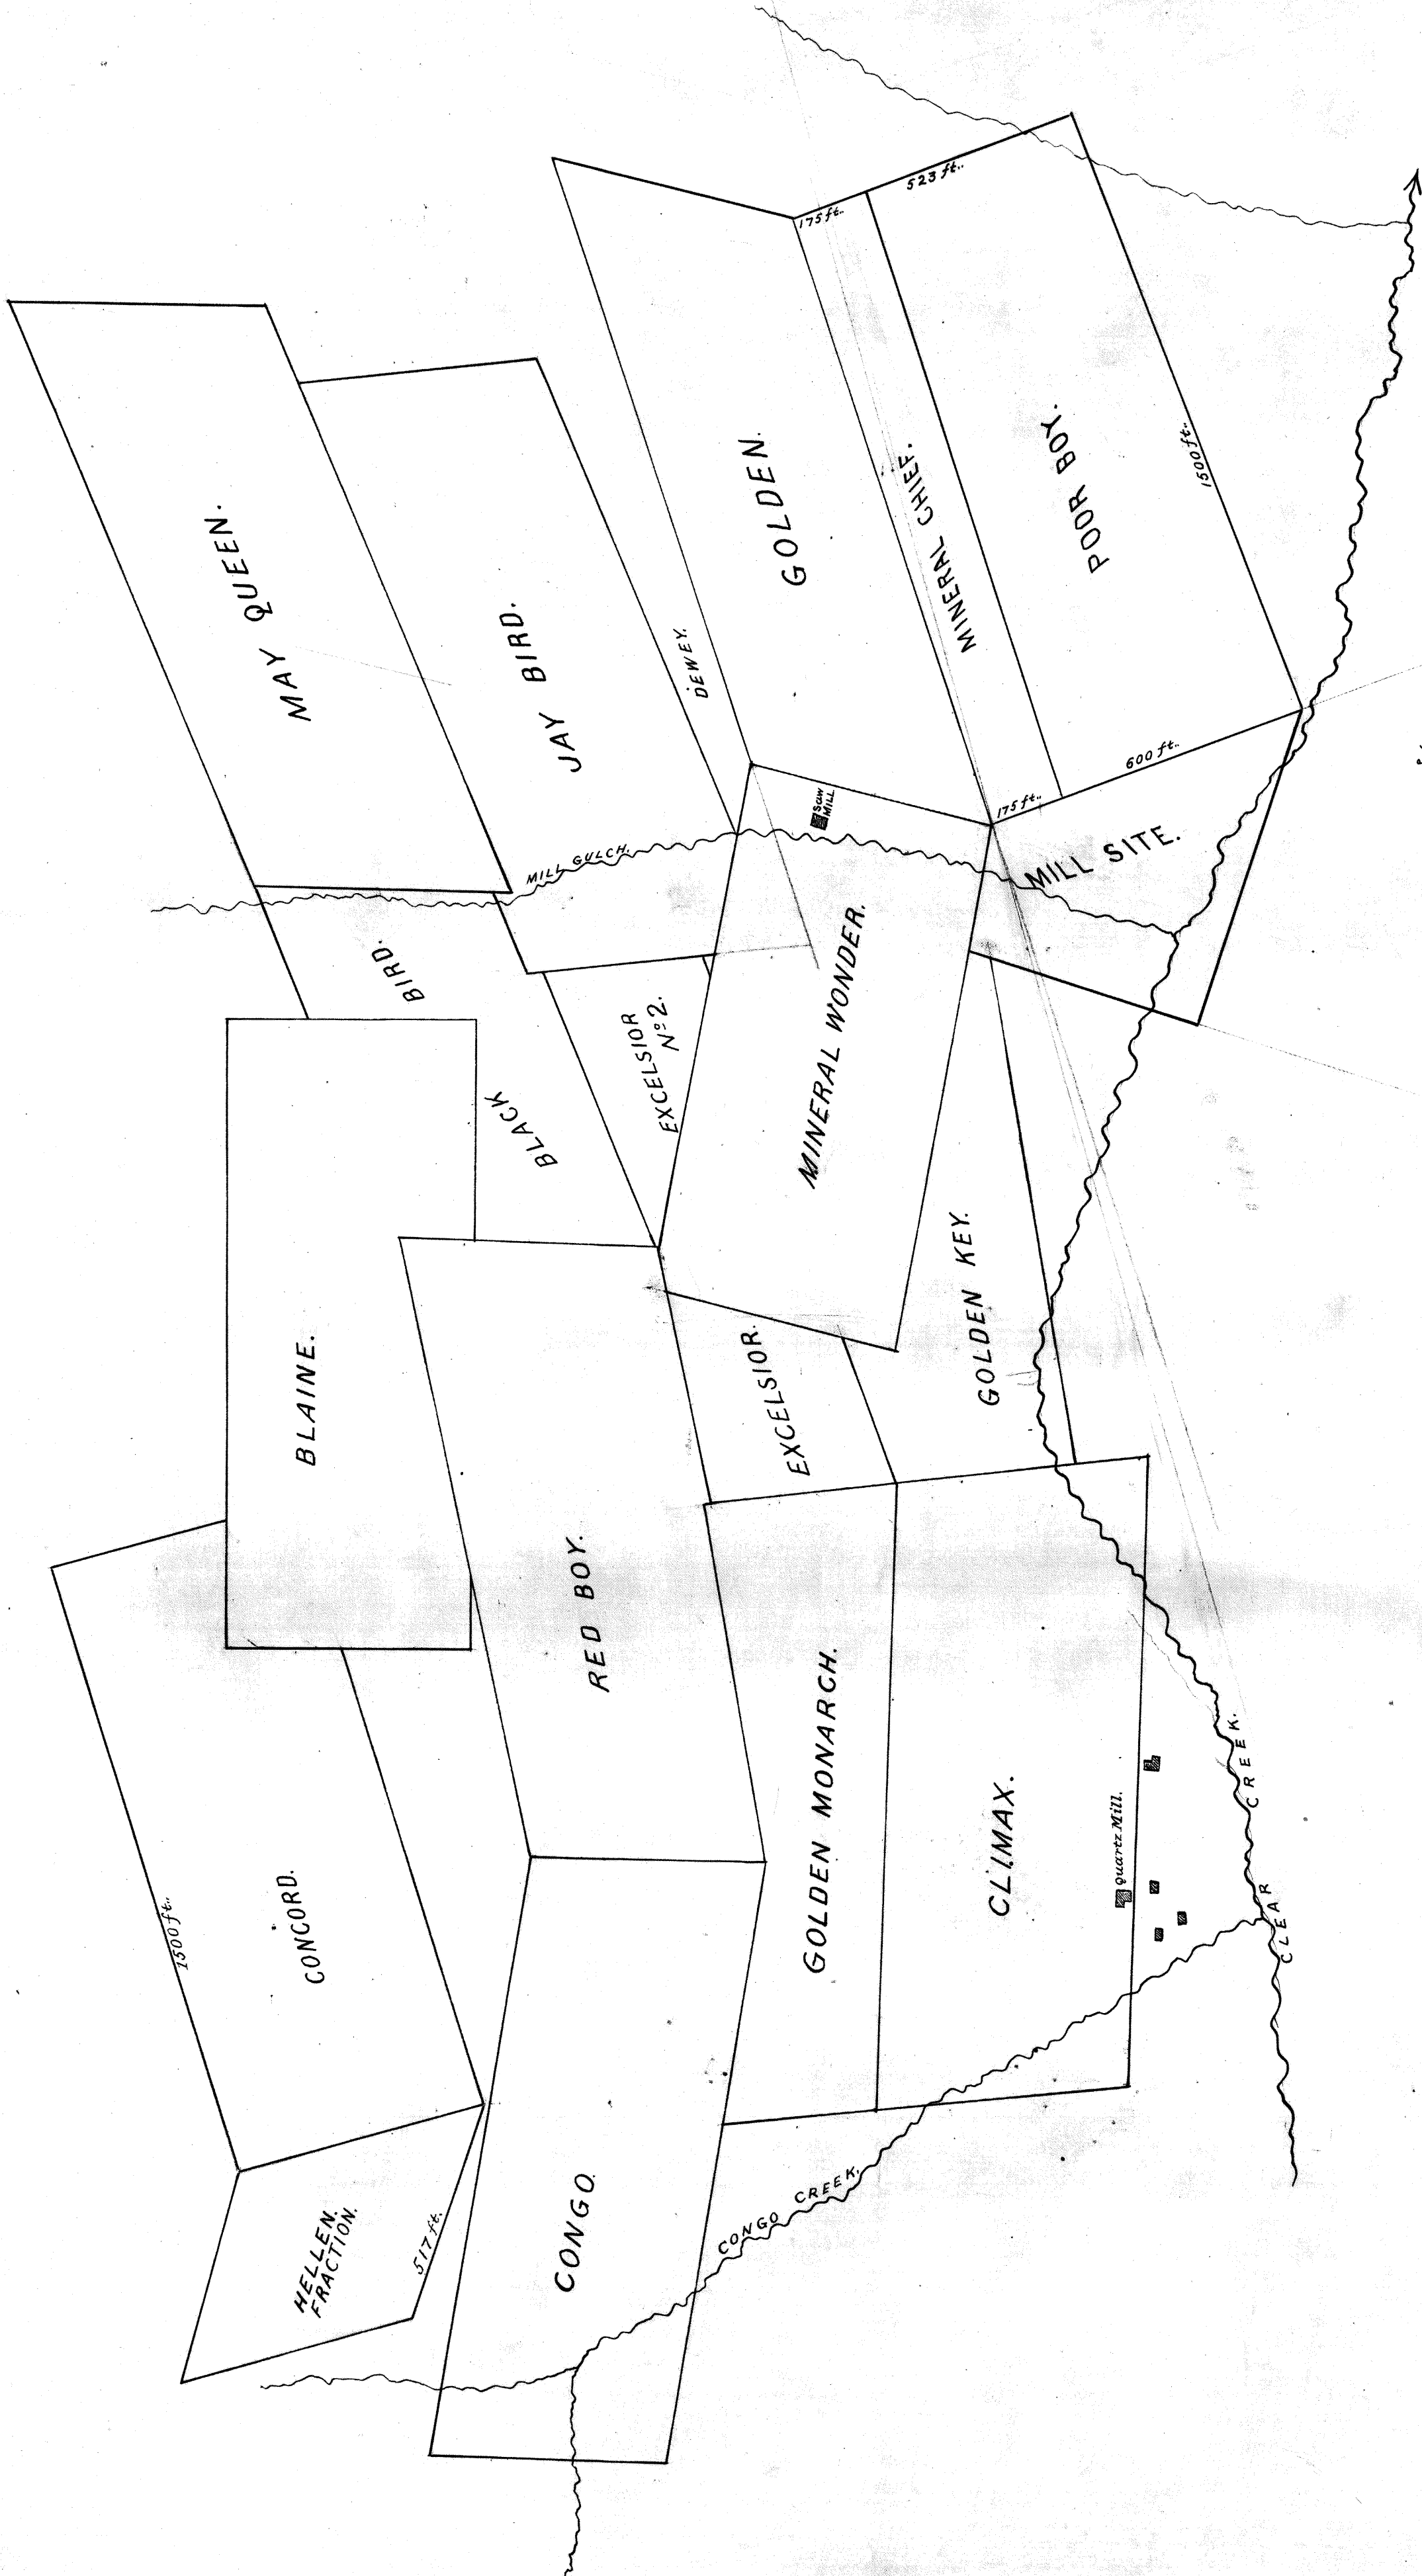 MAY QUEEN.
JAY BIRD.
DEWEY.
GOLDEN.
175 ft..
523 ft..
MINERAL CHIEF.
POOR BOY.
1500 ft..
600 ft..
175 ft..
SAW
MILL
MILL GULCH.
MILL SITE.
BLACK BIRD.
EXCELSIOR
Nº 2.
MINERAL WONDER.
GOLDEN KEY.
BLAINE.
EXCELSIOR.
RED BOY.
GOLDEN MONARCH.
CLIMAX.
Quartz Mill.
CLEAR CREEK.
CONCORD.
1500 ft..
HELLEN.
FRACTION.
517 ft.
CONGO.
CONGO CREEK.